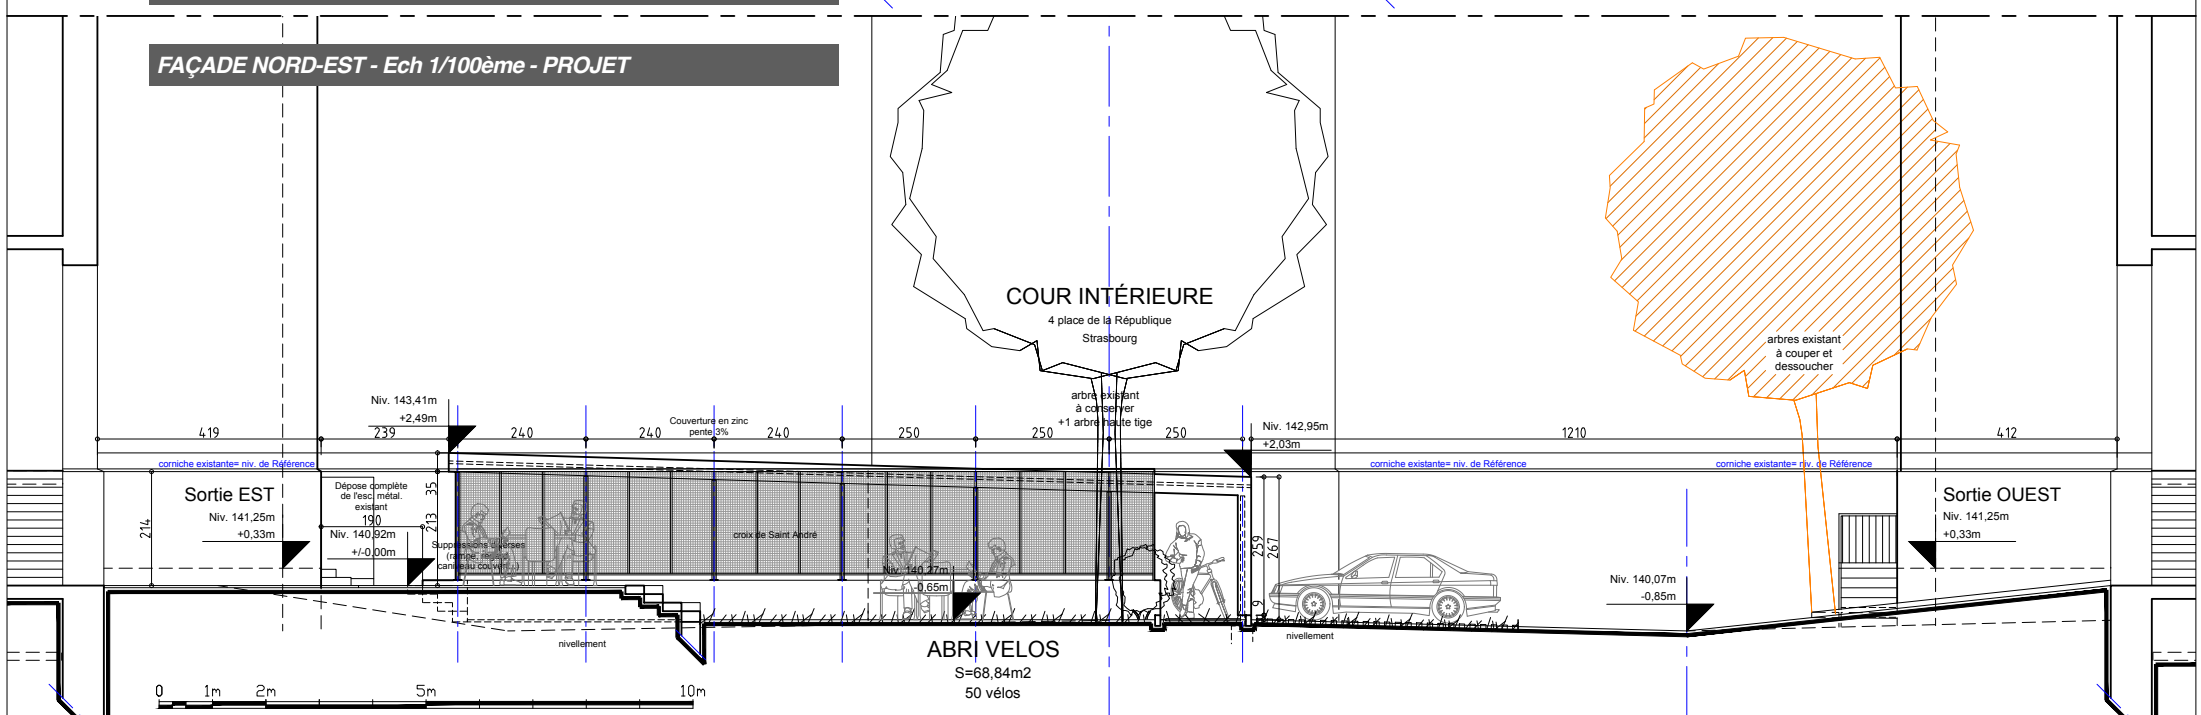 FAÇADE NORD-EST - Ech 1/100ème - PROJET
COUR INTÉRIEURE
4 place de la République
Strasbourg
arbres existant
à couper et
dessoucher
arbre existant
à conserver
+1 arbre haute tige
Niv. 143,41m
+2,49m
Couverture en zinc
pente 3%
Niv. 142,95m
+2,03m
419
239
240
240
240
250
250
250
1210
412
corniche existante= niv. de Référence
corniche existante= niv. de Référence
corniche existante= niv. de Référence
Sortie EST
Niv. 141,25m
+0,33m
214
Dépose complète
de l'esc. métal.
existant
190
Niv. 140,92m
+/-0,00m
35
213
Suppressions diverses
(rampe, regard
caniveau couvert)
croix de Saint André
Niv. 140,27m
-0,65m
259
267
9
Niv. 140,07m
-0,85m
Sortie OUEST
Niv. 141,25m
+0,33m
nivellement
nivellement
ABRI VELOS
S=68,84m2
50 vélos
0 1m 2m 5m 10m